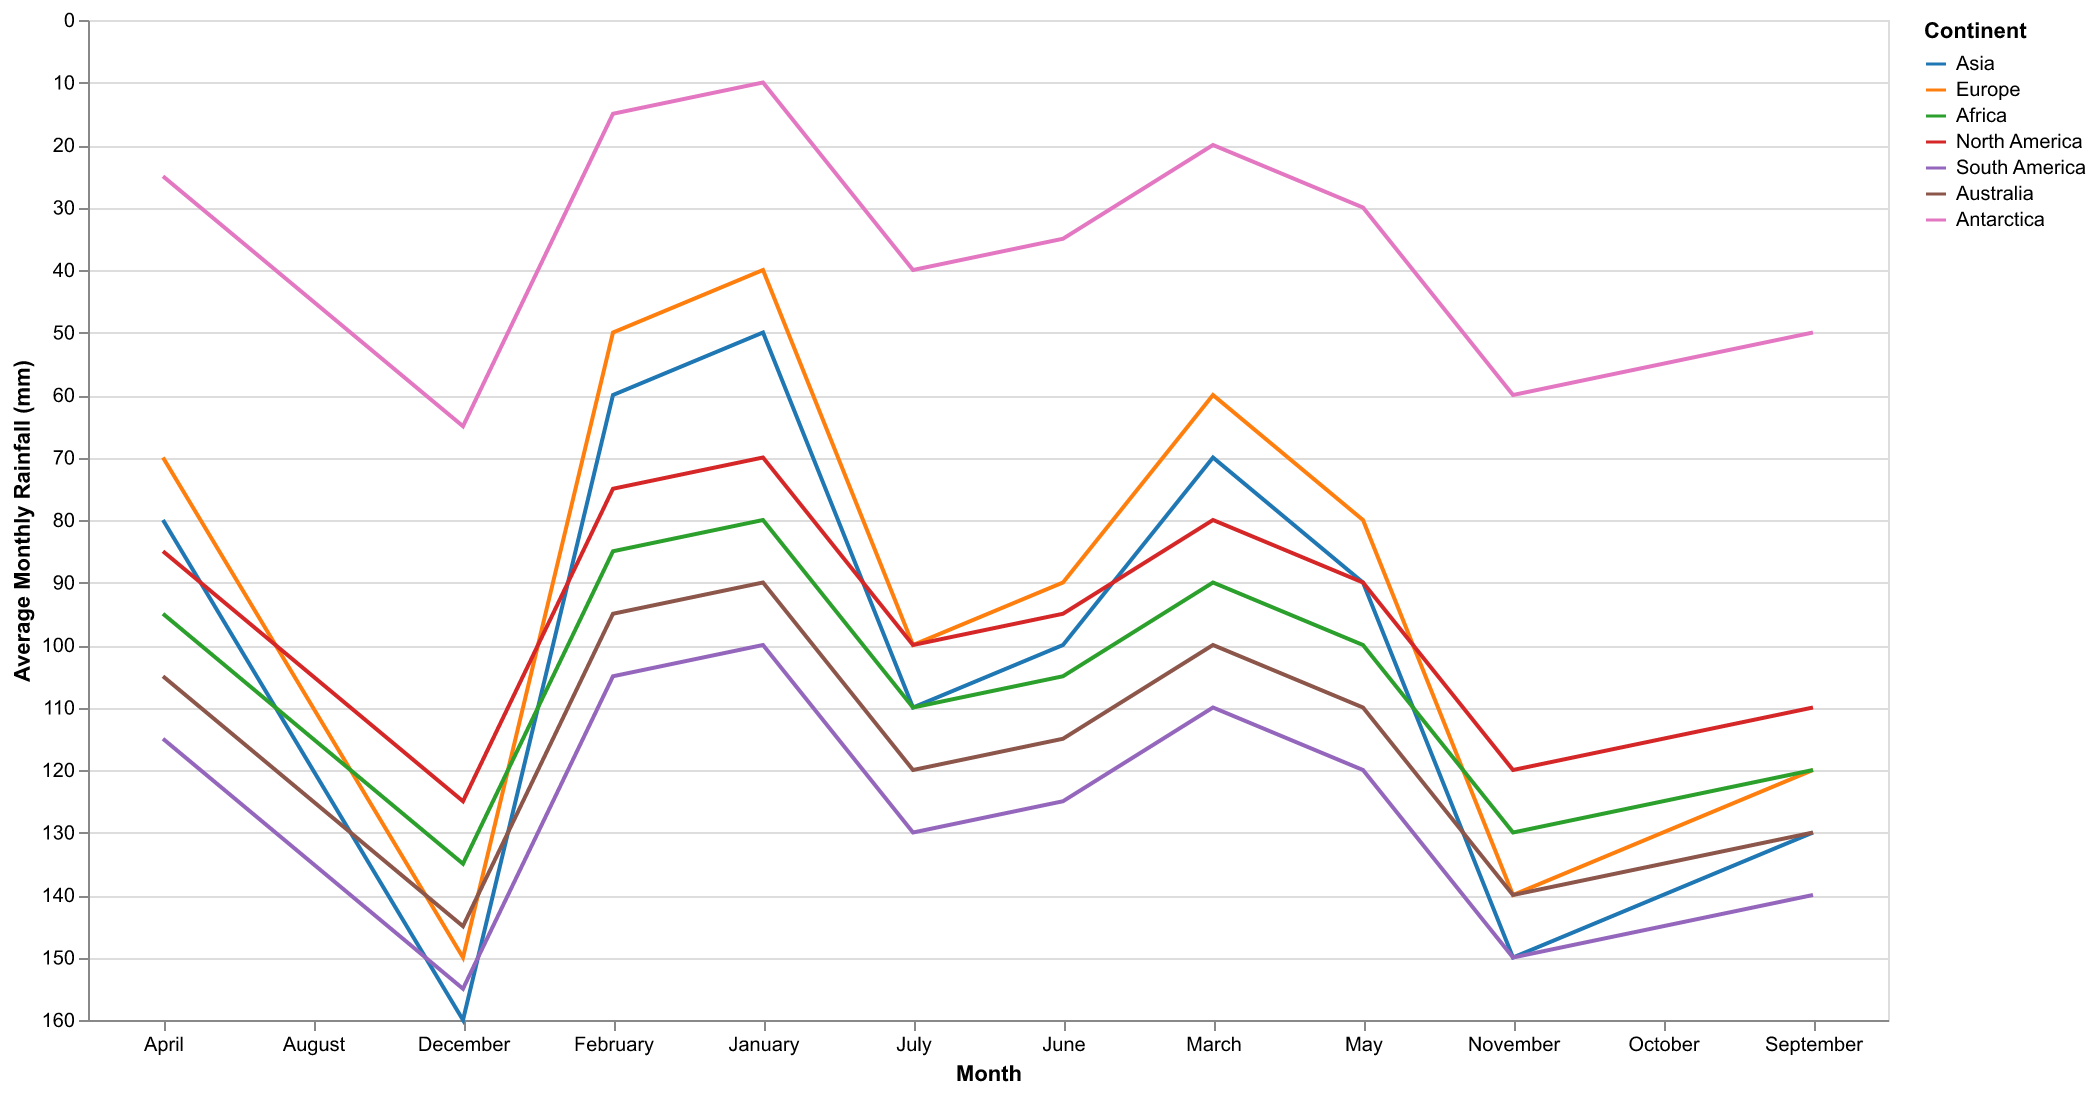 0
10
20
30
40
50
60
70
80
90
100
110
120
130
140
150
160
Average Monthly Rainfall (mm)
April August December February January July June March May November October September
Month
Continent
Asia
Europe
Africa
North America
South America
Australia
Antarctica